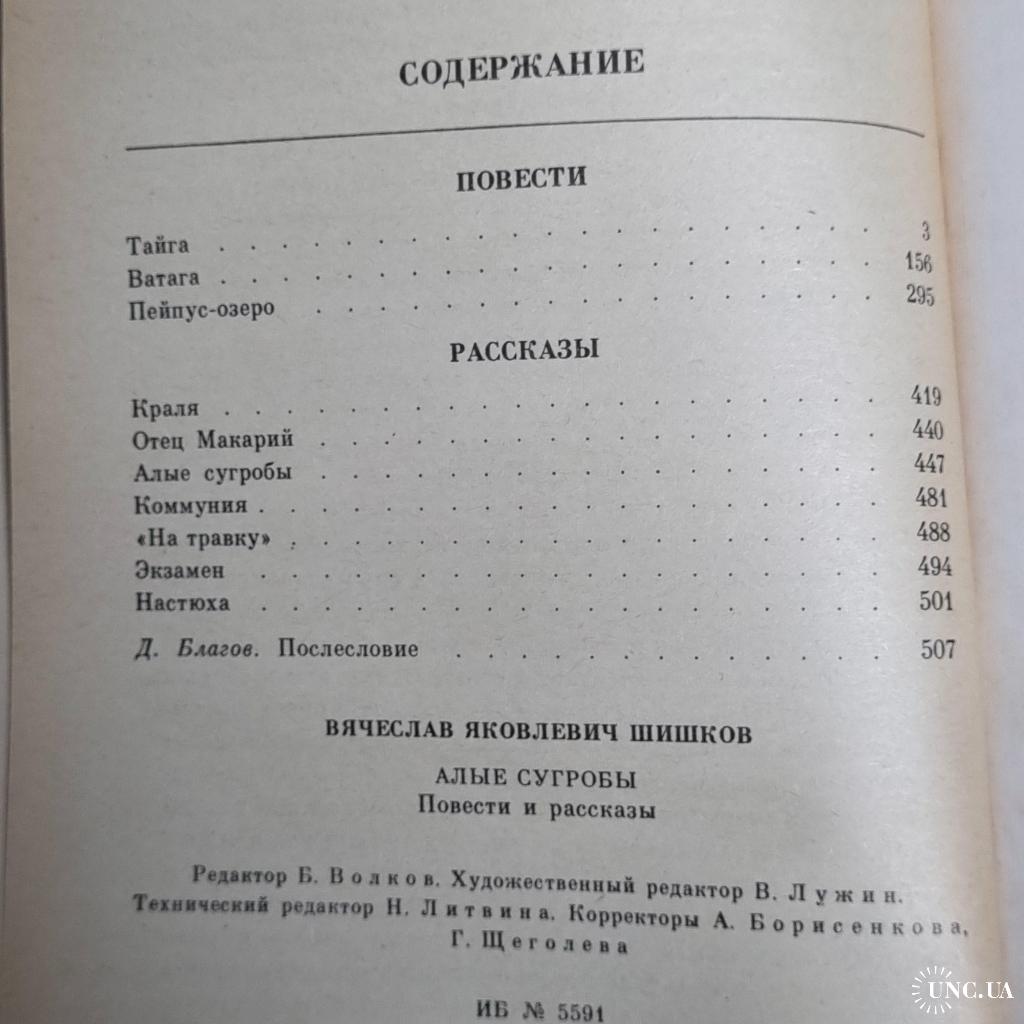 СОДЕРЖАНИЕ
ПОВЕСТИ
Тайга . . . . . . . . . . . . . . . . 3
Ватага . . . . . . . . . . . . . . . . 156
Пейпус-озеро . . . . . . . . . . . . . . 295
РАССКАЗЫ
Краля . . . . . . . . . . . . . . . . 419
Отец Макарий . . . . . . . . . . . . . . 440
Алые сугробы . . . . . . . . . . . . . . 447
Коммуния . . . . . . . . . . . . . . . 481
«На травку» . . . . . . . . . . . . . . 488
Экзамен . . . . . . . . . . . . . . . 494
Настюха . . . . . . . . . . . . . . . 501
Д. Благов. Послесловие . . . . . . . . . . . 507
ВЯЧЕСЛАВ ЯКОВЛЕВИЧ ШИШКОВ
АЛЫЕ СУГРОБЫ
Повести и рассказы
Редактор Б. Волков. Художественный редактор В. Лужин.
Технический редактор Н. Литвина. Корректоры А. Борисенкова,
Г. Щеголева
ИБ № 5591
UNC.UA